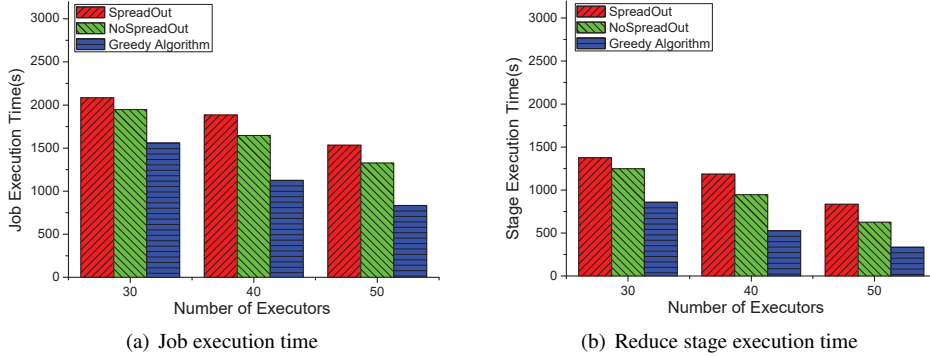 SpreadOut
NoSpreadOut
Greedy Algorithm
3000
2500
2000
1500
1000
500
0
Job Execution Time(s)
30
40
50
Number of Executors
(a) Job execution time
SpreadOut
NoSpreadOut
Greedy Algorithm
3000
2500
2000
1500
1000
500
0
Stage Execution Time(s)
30
40
50
Number of Executors
(b) Reduce stage execution time